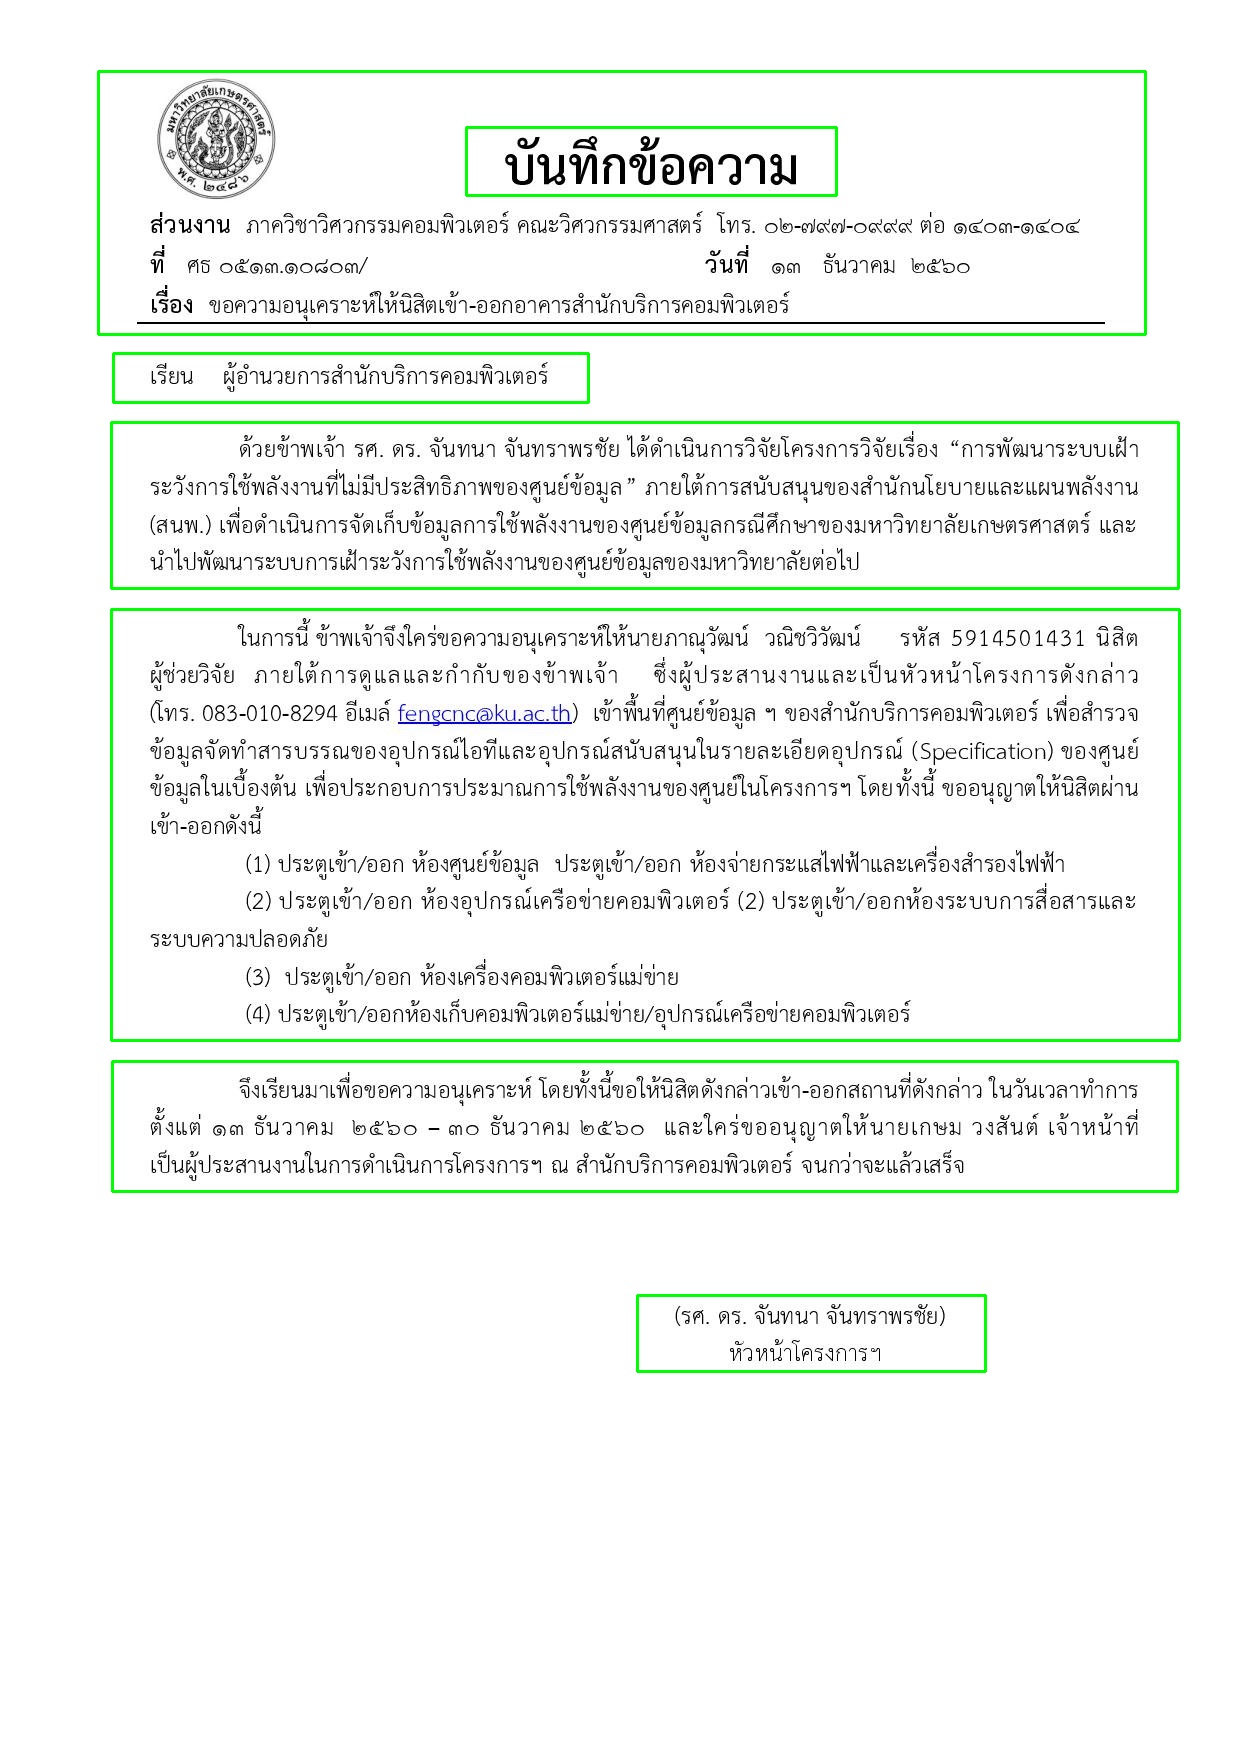 มหาวิทยาลัยเกษตรศาสตร์
พ.ศ. ๒๔๘๖
บันทึกข้อความ
ส่วนงาน ภาควิชาวิศวกรรมคอมพิวเตอร์ คณะวิศวกรรมศาสตร์ โทร. ๐๒-๗๙๗-๐๙๙๙ ต่อ ๑๔๐๓-๑๔๐๔
ที่ ศธ ๐๕๑๓.๑๐๘๐๓/ วันที่ ๑๓ ธันวาคม ๒๕๖๐
เรื่อง ขอความอนุเคราะห์ให้นิสิตเข้า-ออกอาคารสำนักบริการคอมพิวเตอร์
เรียน ผู้อำนวยการสำนักบริการคอมพิวเตอร์
ด้วยข้าพเจ้า รศ. ดร. จันทนา จันทราพรชัย ได้ดำเนินการวิจัยโครงการวิจัยเรื่อง “การพัฒนาระบบเฝ้า
ระวังการใช้พลังงานที่ไม่มีประสิทธิภาพของศูนย์ข้อมูล” ภายใต้การสนับสนุนของสำนักนโยบายและแผนพลังงาน
(สนพ.) เพื่อดำเนินการจัดเก็บข้อมูลการใช้พลังงานของศูนย์ข้อมูลกรณีศึกษาของมหาวิทยาลัยเกษตรศาสตร์ และ
นำไปพัฒนาระบบการเฝ้าระวังการใช้พลังงานของศูนย์ข้อมูลของมหาวิทยาลัยต่อไป
ในการนี้ ข้าพเจ้าจึงใคร่ขอความอนุเคราะห์ให้นายภาณุวัฒน์ วณิชวิวัฒน์ รหัส 5914501431 นิสิต
ผู้ช่วยวิจัย ภายใต้การดูแลและกำกับของข้าพเจ้า ซึ่งผู้ประสานงานและเป็นหัวหน้าโครงการดังกล่าว
(โทร. 083-010-8294 อีเมล์ fengcnc@ku.ac.th) เข้าพื้นที่ศูนย์ข้อมูล ฯ ของสำนักบริการคอมพิวเตอร์ เพื่อสำรวจ
ข้อมูลจัดทำสารบรรณของอุปกรณ์ไอทีและอุปกรณ์สนับสนุนในรายละเอียดอุปกรณ์ (Specification) ของศูนย์
ข้อมูลในเบื้องต้น เพื่อประกอบการประมาณการใช้พลังงานของศูนย์ในโครงการฯ โดยทั้งนี้ ขออนุญาตให้นิสิตผ่าน
เข้า-ออกดังนี้
(1) ประตูเข้า/ออก ห้องศูนย์ข้อมูล ประตูเข้า/ออก ห้องจ่ายกระแสไฟฟ้าและเครื่องสำรองไฟฟ้า
(2) ประตูเข้า/ออก ห้องอุปกรณ์เครือข่ายคอมพิวเตอร์ (2) ประตูเข้า/ออกห้องระบบการสื่อสารและ
ระบบความปลอดภัย
(3) ประตูเข้า/ออก ห้องเครื่องคอมพิวเตอร์แม่ข่าย
(4) ประตูเข้า/ออกห้องเก็บคอมพิวเตอร์แม่ข่าย/อุปกรณ์เครือข่ายคอมพิวเตอร์
จึงเรียนมาเพื่อขอความอนุเคราะห์ โดยทั้งนี้ขอให้นิสิตดังกล่าวเข้า-ออกสถานที่ดังกล่าว ในวันเวลาทำการ
ตั้งแต่ ๑๓ ธันวาคม ๒๕๖๐ – ๓๐ ธันวาคม ๒๕๖๐ และใคร่ขออนุญาตให้นายเกษม วงสันต์ เจ้าหน้าที่
เป็นผู้ประสานงานในการดำเนินการโครงการฯ ณ สำนักบริการคอมพิวเตอร์ จนกว่าจะแล้วเสร็จ
(รศ. ดร. จันทนา จันทราพรชัย)
หัวหน้าโครงการฯ